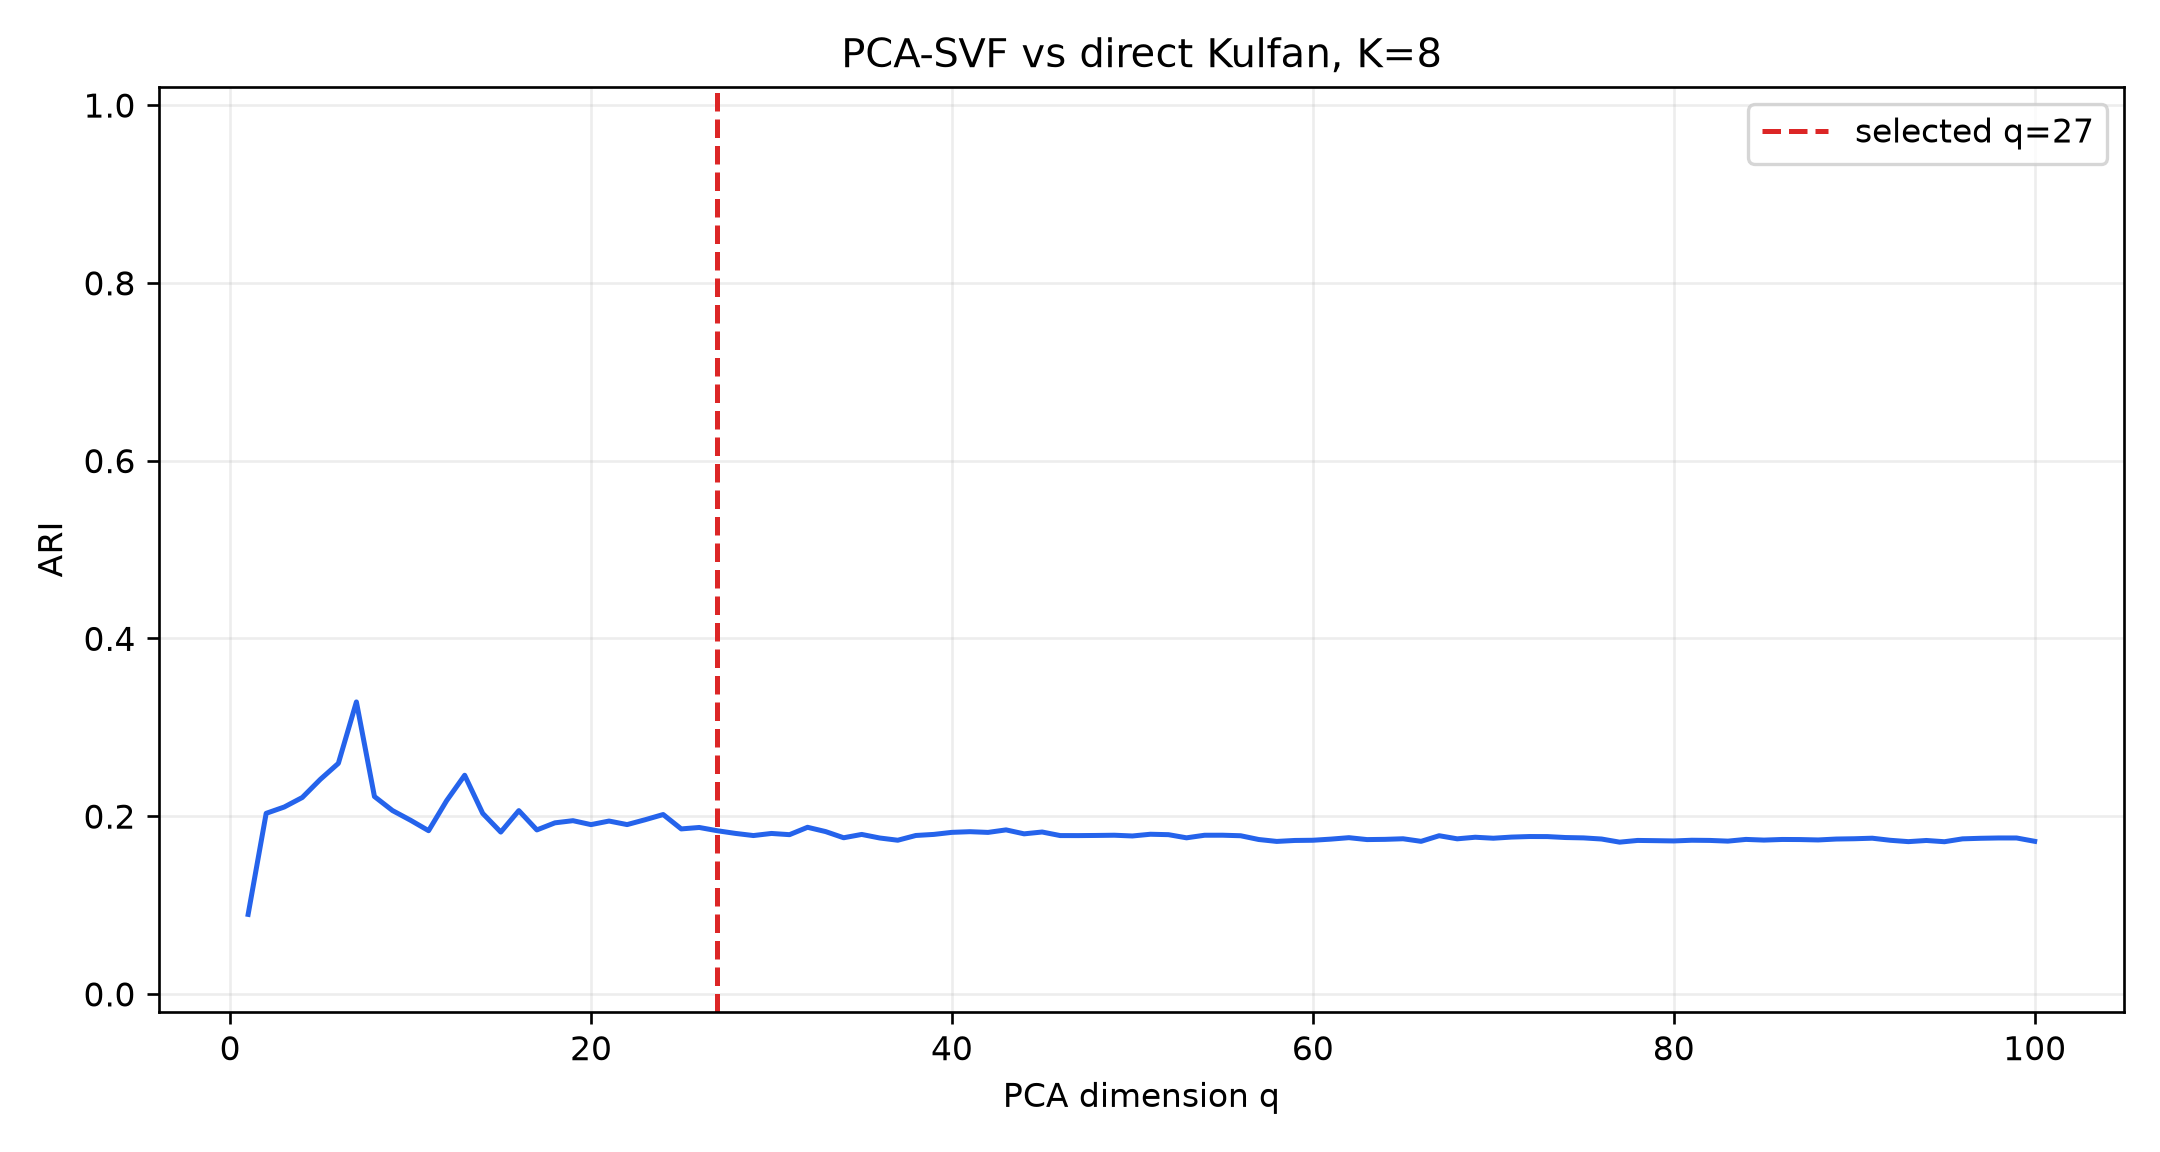 PCA-SVF vs direct Kulfan, K=8
selected q=27
1.0
0.8
0.6
0.4
0.2
0.0
ARI
0 20 40 60 80 100
PCA dimension q